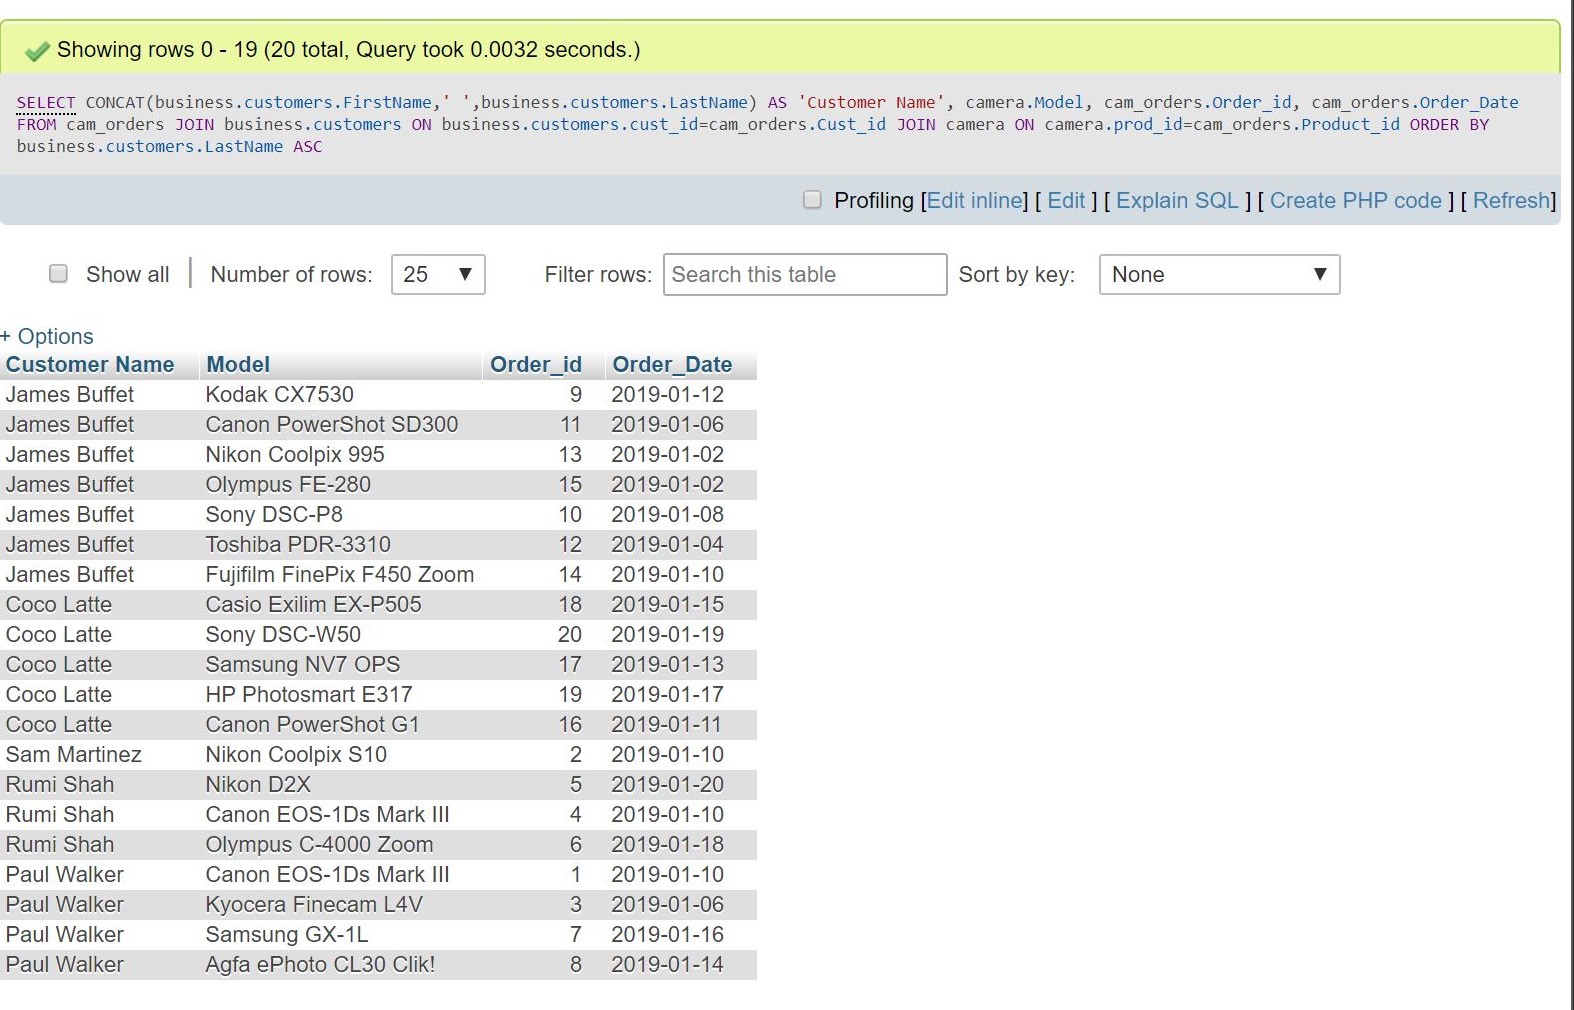 Showing rows 0 - 19 (20 total, Query took 0.0032 seconds.)
SELECT CONCAT(business.customers.FirstName,' ',business.customers.LastName) AS 'Customer Name', camera.Model, cam_orders.Order_id, cam_orders.Order_Date
FROM cam_orders JOIN business.customers ON business.customers.cust_id=cam_orders.Cust_id JOIN camera ON camera.prod_id=cam_orders.Product_id ORDER BY
business.customers.LastName ASC
Profiling [Edit inline] [ Edit ] [ Explain SQL ] [ Create PHP code ] [ Refresh]
Show all | Number of rows: 25 ▼ Filter rows: Search this table Sort by key: None ▼
+ Options
Customer Name Model Order_id Order_Date
James Buffet Kodak CX7530 9 2019-01-12
James Buffet Canon PowerShot SD300 11 2019-01-06
James Buffet Nikon Coolpix 995 13 2019-01-02
James Buffet Olympus FE-280 15 2019-01-02
James Buffet Sony DSC-P8 10 2019-01-08
James Buffet Toshiba PDR-3310 12 2019-01-04
James Buffet Fujifilm FinePix F450 Zoom 14 2019-01-10
Coco Latte Casio Exilim EX-P505 18 2019-01-15
Coco Latte Sony DSC-W50 20 2019-01-19
Coco Latte Samsung NV7 OPS 17 2019-01-13
Coco Latte HP Photosmart E317 19 2019-01-17
Coco Latte Canon PowerShot G1 16 2019-01-11
Sam Martinez Nikon Coolpix S10 2 2019-01-10
Rumi Shah Nikon D2X 5 2019-01-20
Rumi Shah Canon EOS-1Ds Mark III 4 2019-01-10
Rumi Shah Olympus C-4000 Zoom 6 2019-01-18
Paul Walker Canon EOS-1Ds Mark III 1 2019-01-10
Paul Walker Kyocera Finecam L4V 3 2019-01-06
Paul Walker Samsung GX-1L 7 2019-01-16
Paul Walker Agfa ePhoto CL30 Clik! 8 2019-01-14